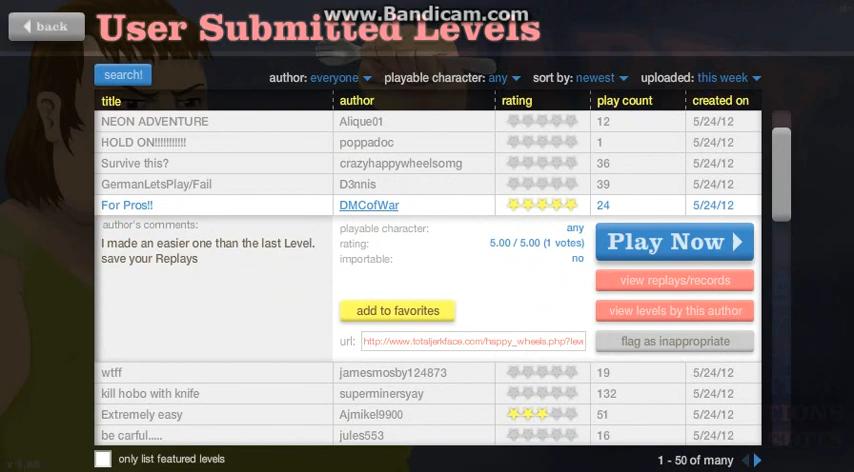 www.Bandicam.com
back
User Submitted Levels
search!
author: everyone playable character: any sort by: newest uploaded: this week
title author rating play count created on
NEON ADVENTURE Alique01 12 5/24/12
HOLD ON!!!!!!!!!!! poppadoc 1 5/24/12
Survive this? crazyhappywheelsomg 36 5/24/12
GermanLetsPlay/Fail D3nnis 39 5/24/12
For Pros!! DMCofWar 24 5/24/12
author's comments:
I made an easier one than the last Level.
save your Replays
playable character: any
rating: 5.00 / 5.00 (1 votes)
importable: no
Play Now
view replays/records
add to favorites
view levels by this author
url: http://www.totaljerkface.com/happy_wheels.php?leve
flag as inappropriate
wtff jamesmosby124873 19 5/24/12
kill hobo with knife superminersyay 132 5/24/12
Extremely easy Ajmikel9900 51 5/24/12
be carful..... jules553 16 5/24/12
only list featured levels
1 - 50 of many